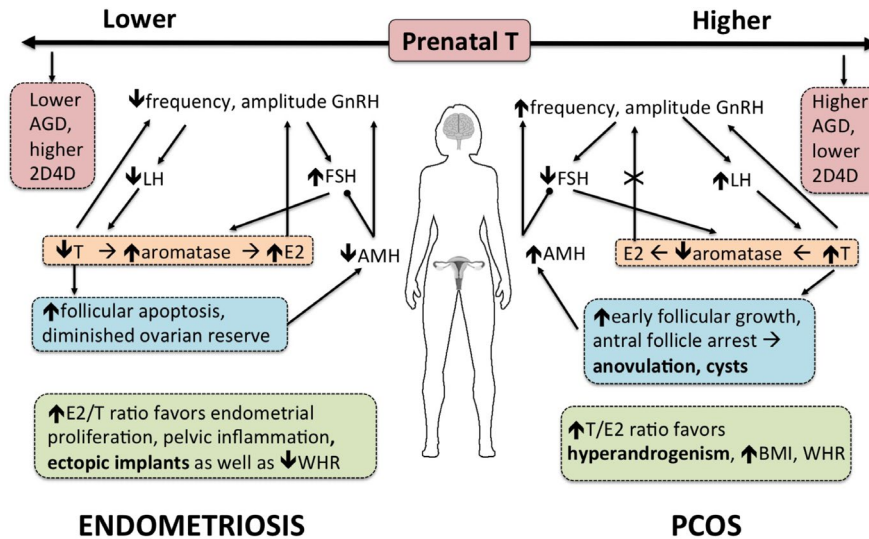 Lower
Prenatal T
Higher
Lower
AGD,
higher
2D4D
🡇frequency, amplitude GnRH
🡇LH
🡅FSH
🡇T → 🡅aromatase → 🡅E2
🡇AMH
🡅follicular apoptosis,
diminished ovarian reserve
🡅E2/T ratio favors endometrial
proliferation, pelvic inflammation,
ectopic implants as well as 🡇WHR
ENDOMETRIOSIS
🡅frequency, amplitude GnRH
Higher
AGD,
lower
2D4D
🡇FSH
🡅LH
🡅AMH
E2 ← 🡇aromatase ← 🡅T
🡅early follicular growth,
antral follicle arrest →
anovulation, cysts
🡅T/E2 ratio favors
hyperandrogenism, 🡅BMI, WHR
PCOS